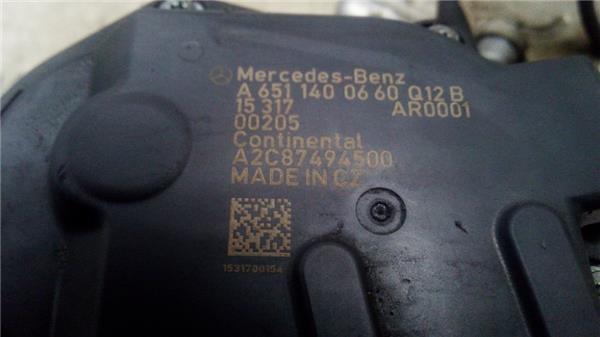 Mercedes-Benz
A 651 140 06 60 Q12 B
15 317 AR0001
00205
Continental
A2C87494500
MADE IN CZ
1531700154